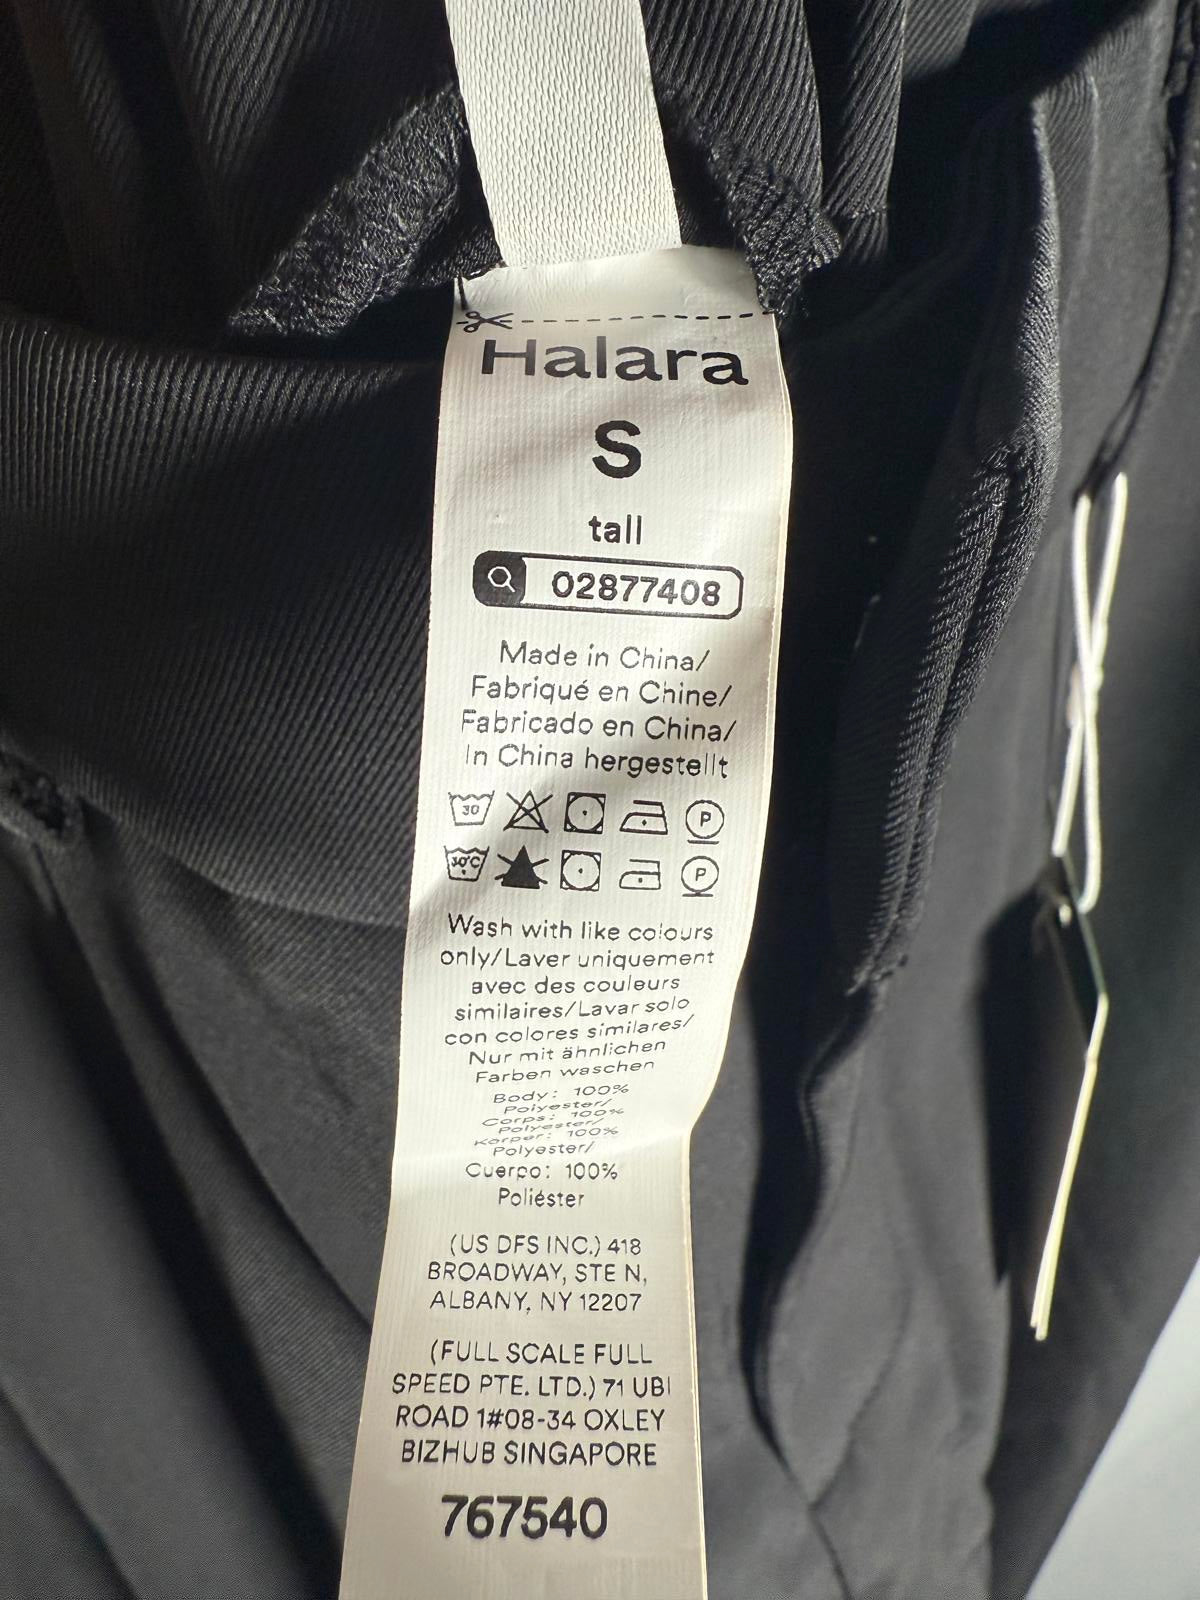 Halara
S
tall
02877408
Made in China/
Fabriqué en Chine/
Fabricado en China/
In China hergestellt
30 P
30°C P
Wash with like colours
only/Laver uniquement
avec des couleurs
similaires/Lavar solo
con colores similares/
Nur mit ähnlichen
Farben waschen
Body: 100%
Polyester/
Corps: 100%
Polyester/
Körper: 100%
Polyester/
Cuerpo: 100%
Poliéster
(US DFS INC.) 418
BROADWAY, STE N,
ALBANY, NY 12207
(FULL SCALE FULL
SPEED PTE. LTD.) 71 UBI
ROAD 1#08-34 OXLEY
BIZHUB SINGAPORE
767540